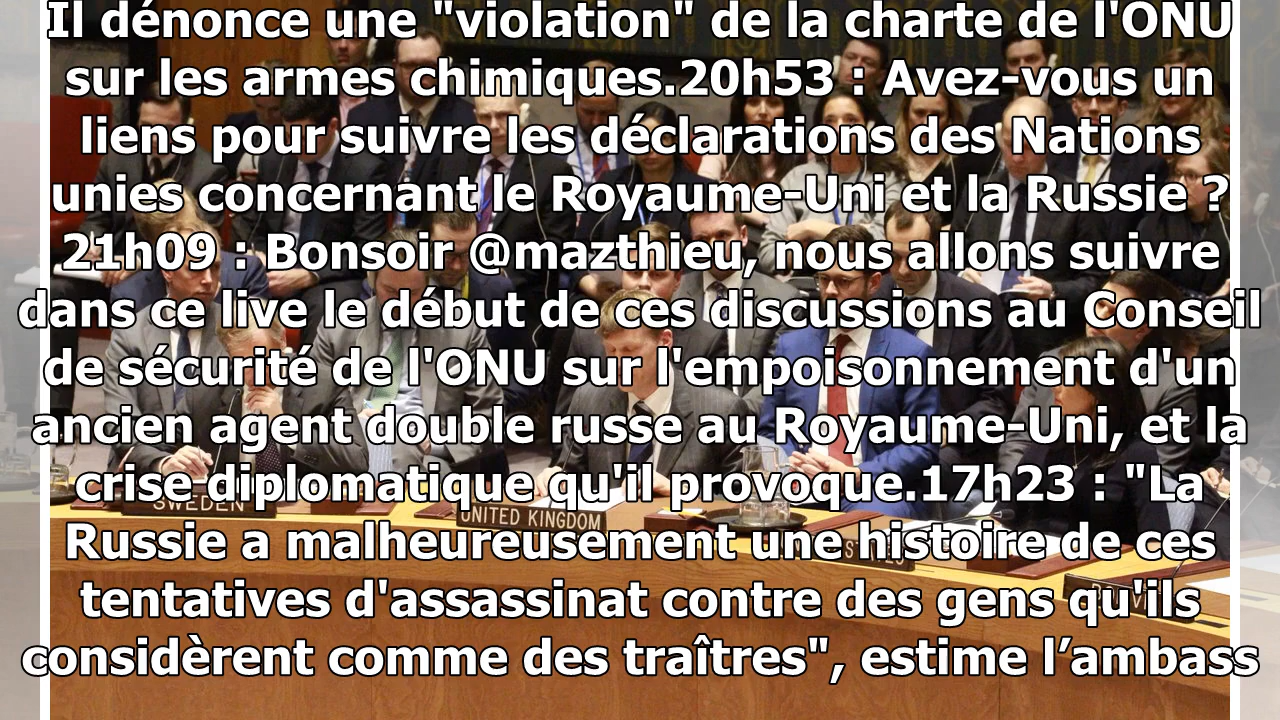 Il dénonce une "violation" de la charte de l'ONU
sur les armes chimiques.20h53 : Avez-vous un
liens pour suivre les déclarations des Nations
unies concernant le Royaume-Uni et la Russie ?
21h09 : Bonsoir @mazthieu, nous allons suivre
dans ce live le début de ces discussions au Conseil
de sécurité de l'ONU sur l'empoisonnement d'un
ancien agent double russe au Royaume-Uni, et la
crise diplomatique qu'il provoque.17h23 : "La
SWEDEN
UNITED KINGDOM
Russie a malheureusement une histoire de ces
tentatives d'assassinat contre des gens qu'ils
considèrent comme des traîtres", estime l’ambass